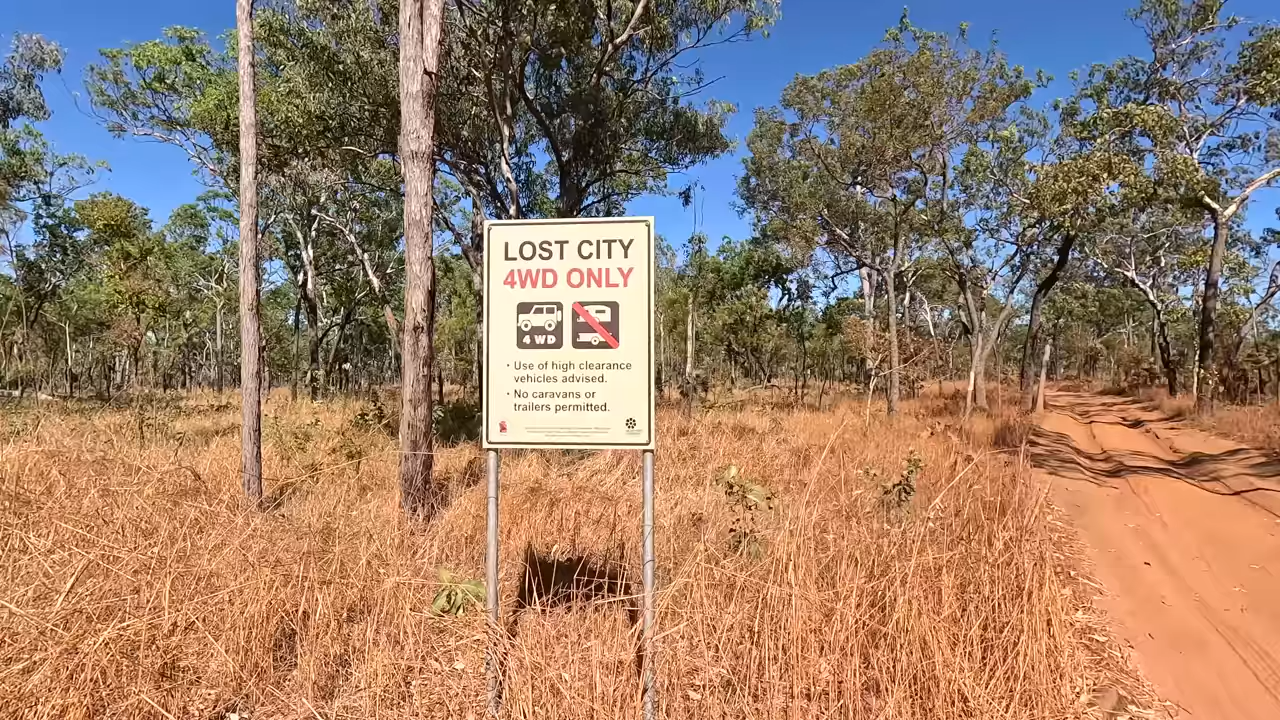 LOST CITY
4WD ONLY
4 WD
• Use of high clearance
vehicles advised.
• No caravans or
trailers permitted.